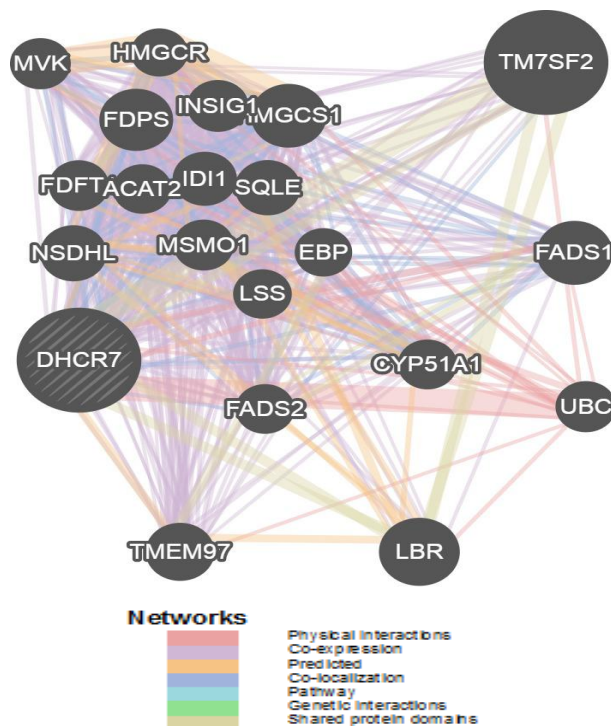 MVK
HMGCR
TM7SF2
FDPS
INSIG1
HMGCS1
FDFT1
ACAT2
IDI1
SQLE
NSDHL
MSMO1
EBP
FADS1
LSS
DHCR7
CYP51A1
FADS2
UBC
TMEM97
LBR
Networks
Physical Interactions
Co-expression
Predicted
Co-localization
Pathway
Genetic Interactions
Shared protein domains